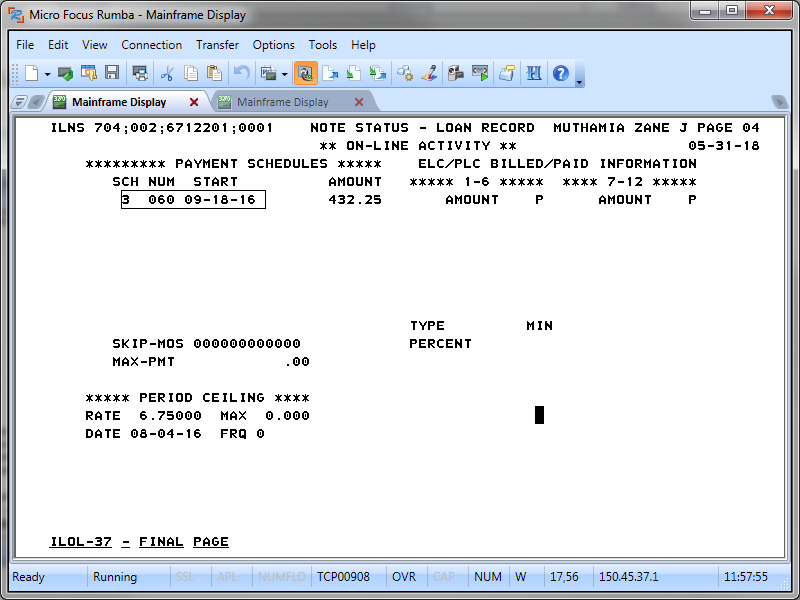 Micro Focus Rumba - Mainframe Display
File Edit View Connection Transfer Options Tools Help
Mainframe Display Mainframe Display
ILNS 704;002;6712201;0001 NOTE STATUS - LOAN RECORD MUTHAMIA ZANE J PAGE 04
** ON-LINE ACTIVITY ** 05-31-18
********* PAYMENT SCHEDULES ***** ELC/PLC BILLED/PAID INFORMATION
SCH NUM START AMOUNT ***** 1-6 ***** **** 7-12 *****
3 060 09-18-16 432.25 AMOUNT P AMOUNT P
TYPE MIN
SKIP-MOS 000000000000 PERCENT
MAX-PMT .00
***** PERIOD CEILING ****
RATE 6.75000 MAX 0.000
DATE 08-04-16 FRQ 0
ILOL-37 - FINAL PAGE
Ready Running SSL APL NUMFLD TCP00908 OVR CAP NUM W 17,56 150.45.37.1 11:57:55